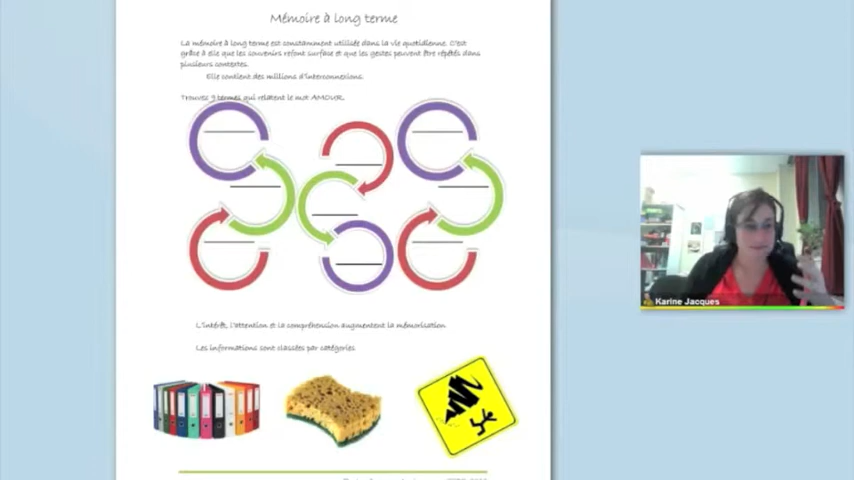 Mémoire à long terme
La mémoire à long terme est constamment utilisée dans la vie quotidienne. C'est
grâce à elle que les souvenirs refont surface et que les gestes peuvent être répétés dans
plusieurs contextes.
Elle contient des millions d'interconnexions.
Trouvez 9 termes qui relatent le mot AMOUR.
L'intérêt, l'attention et la compréhension augmentent la mémorisation
Les informations sont classées par catégories
Karine Jacques